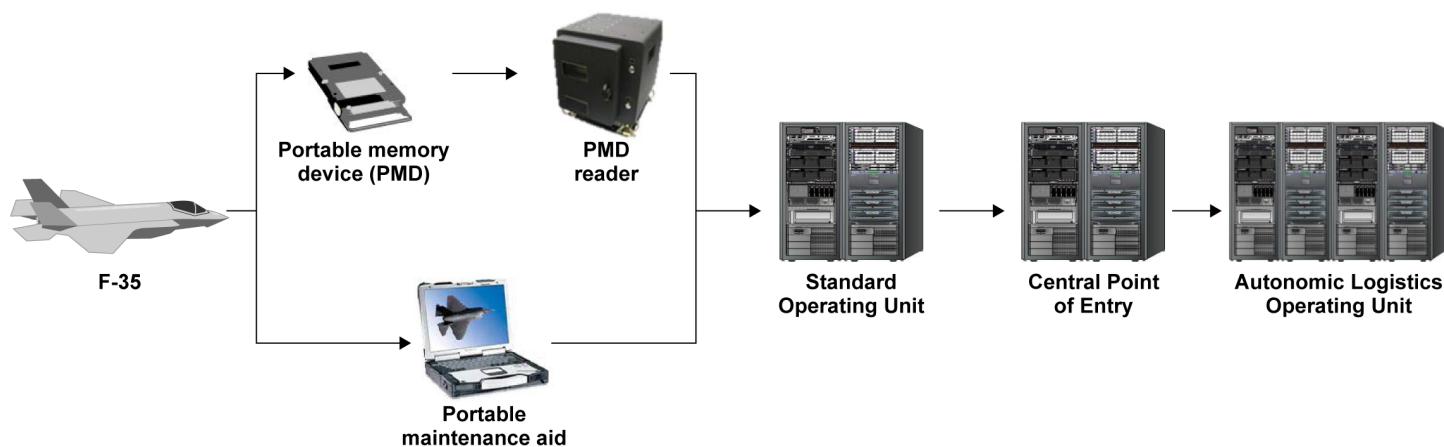 Portable memory
device (PMD)
PMD
reader
F-35
Standard
Operating Unit
Central Point
of Entry
Autonomic Logistics
Operating Unit
Portable
maintenance aid